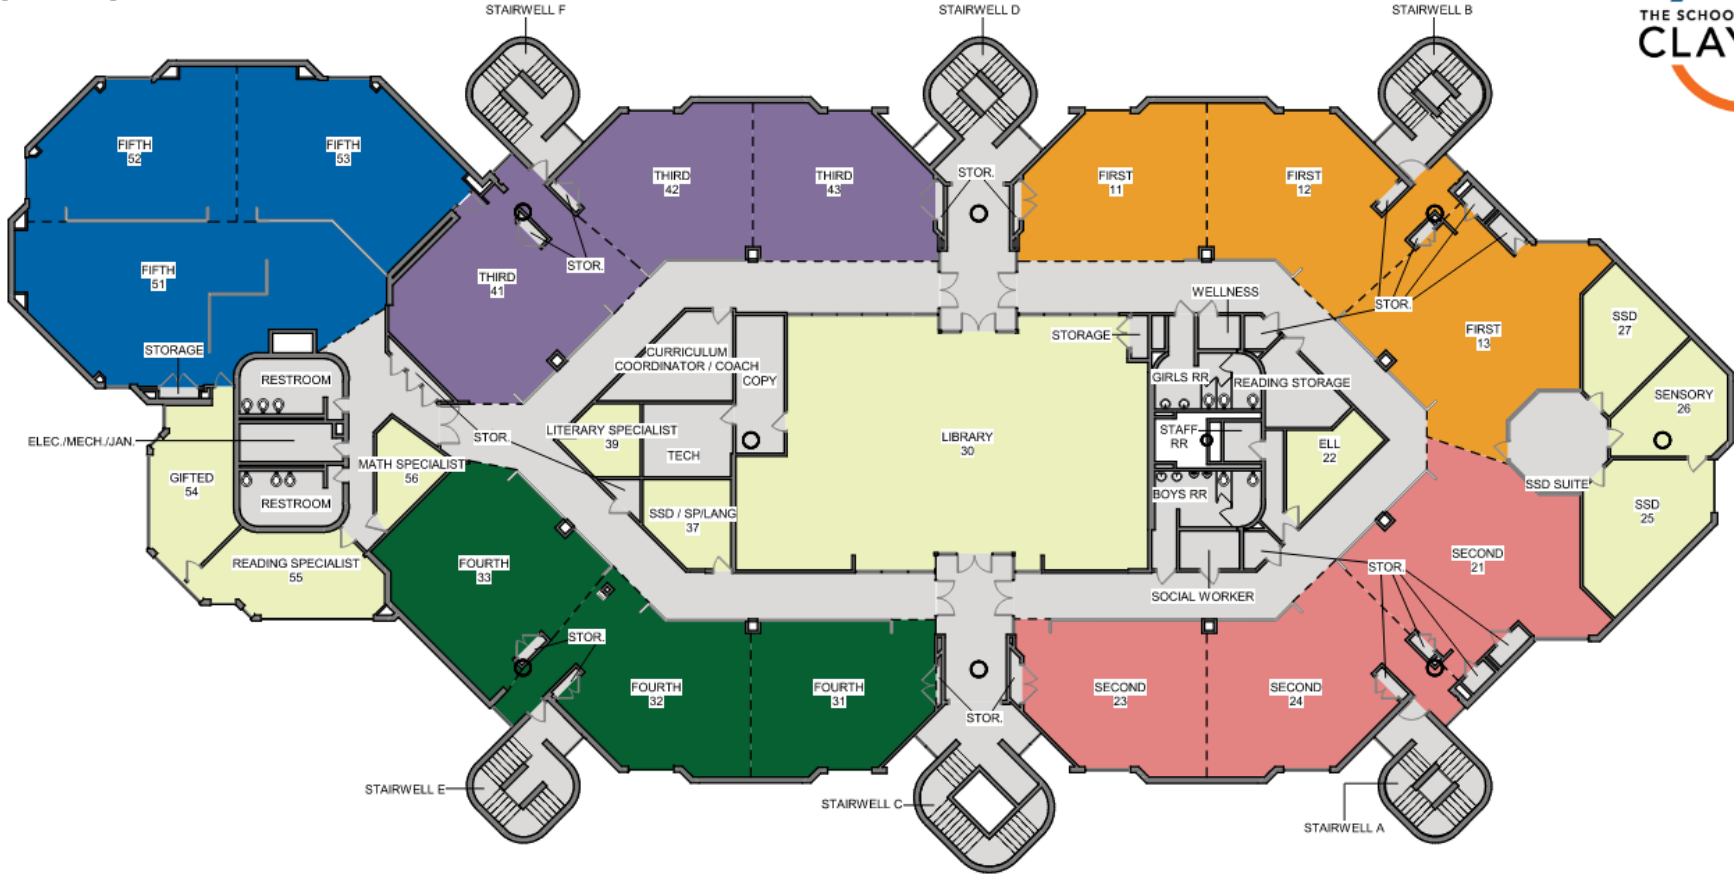 STAIRWELL F
STAIRWELL D
STAIRWELL B
THE SCHOO
CLAY
FIFTH
52
FIFTH
53
THIRD
42
THIRD
43
STOR.
FIRST
11
FIRST
12
FIFTH
51
THIRD
41
STOR.
WELLNESS
STOR.
SSD
27
FIRST
13
STORAGE
STORAGE
CURRICULUM
COORDINATOR / COACH
COPY
RESTROOM
GIRLS RR
READING STORAGE
SENSORY
26
ELEC./MECH./JAN.
STOR.
LITERARY SPECIALIST
39
TECH
LIBRARY
30
STAFF
RR
ELL
22
MATH SPECIALIST
56
GIFTED
54
RESTROOM
SSD / SP/LANG
37
BOYS RR
SSD SUITE
SSD
25
READING SPECIALIST
55
FOURTH
33
SECOND
21
STOR.
SOCIAL WORKER
STOR.
FOURTH
32
FOURTH
31
STOR.
SECOND
23
SECOND
24
STAIRWELL E
STAIRWELL C
STAIRWELL A